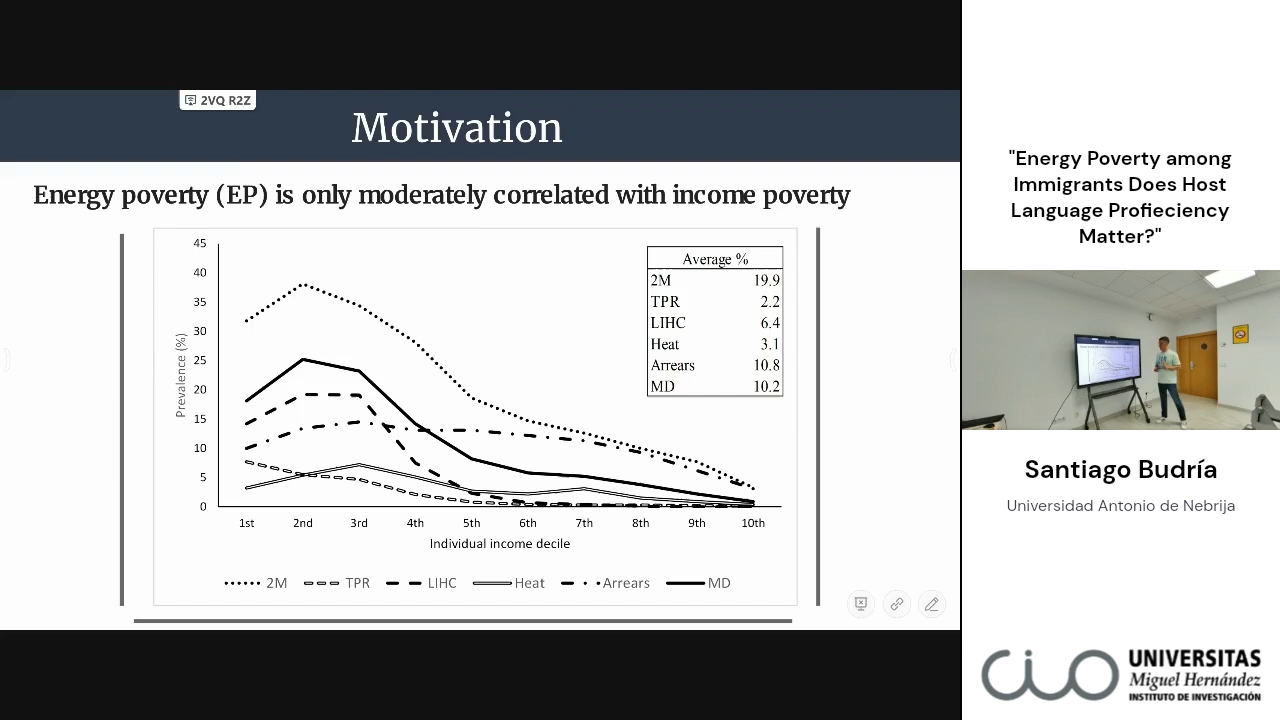 2VQ R2Z
Motivation
Energy poverty (EP) is only moderately correlated with income poverty
45
40
35
30
25
20
15
10
5
0
Prevalence (%)
1st 2nd 3rd 4th 5th 6th 7th 8th 9th 10th
Individual income decile
2M TPR LIHC Heat Arrears MD
Average %
2M 19.9
TPR 2.2
LIHC 6.4
Heat 3.1
Arrears 10.8
MD 10.2
"Energy Poverty among
Immigrants Does Host
Language Profieciency
Matter?"
Santiago Budría
Universidad Antonio de Nebrija
CIO
UNIVERSITAS
Miguel Hernández
INSTITUTO DE INVESTIGACIÓN